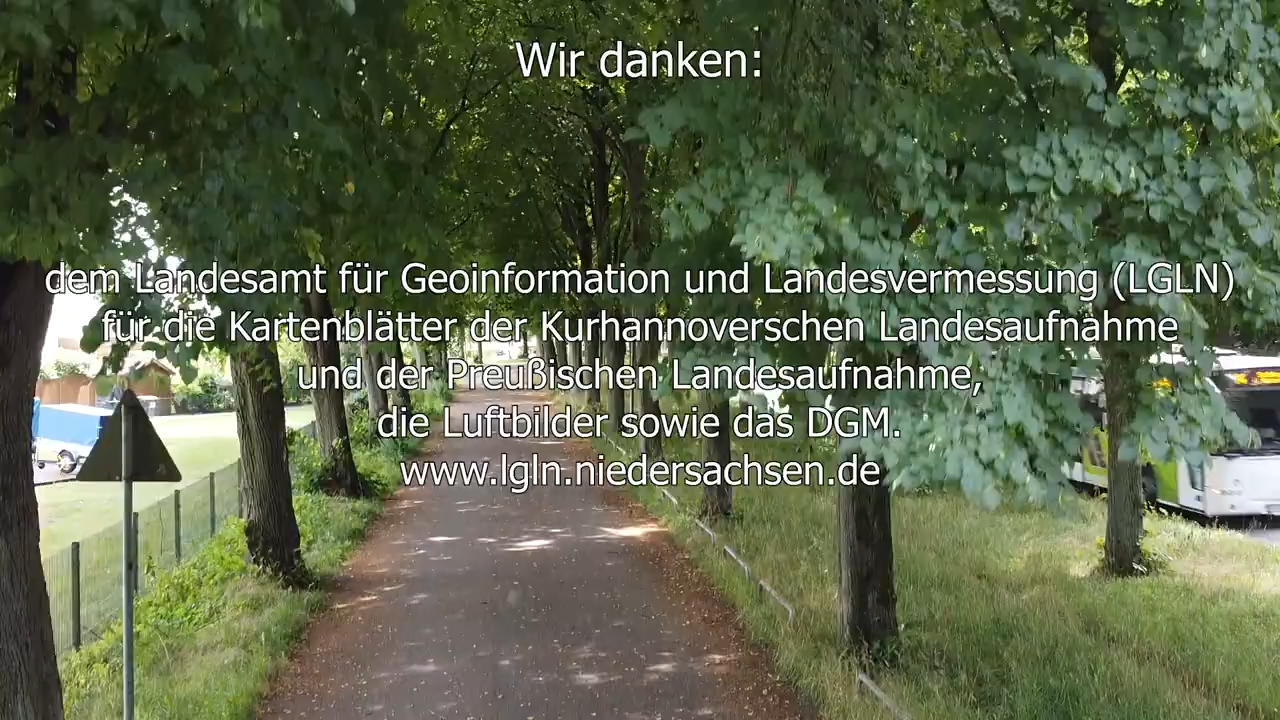 Wir danken:
dem Landesamt für Geoinformation und Landesvermessung (LGLN)
für die Kartenblätter der Kurhannoverschen Landesaufnahme
und der Preußischen Landesaufnahme,
die Luftbilder sowie das DGM.
www.lgln.niedersachsen.de